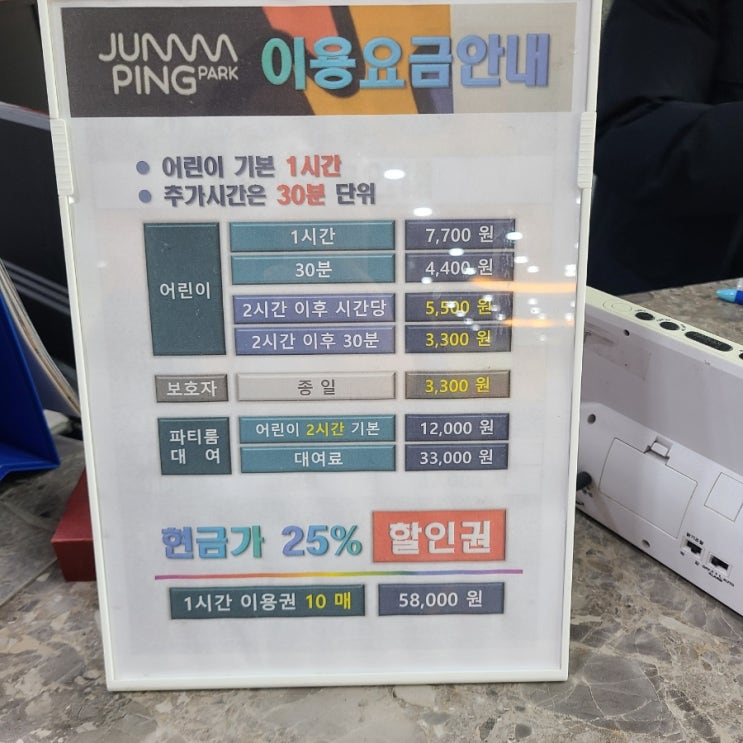 JUMMM
PING PARK
이용요금안내
• 어린이 기본 1시간
• 추가시간은 30분 단위
어린이
1시간 7,700 원
30분 4,400 원
2시간 이후 시간당 5,500 원
2시간 이후 30분 3,300 원
보호자 종 일 3,300 원
파티룸
대 여
어린이 2시간 기본 12,000 원
대여료 33,000 원
현금가 25% 할인권
1시간 이용권 10 매 58,000 원